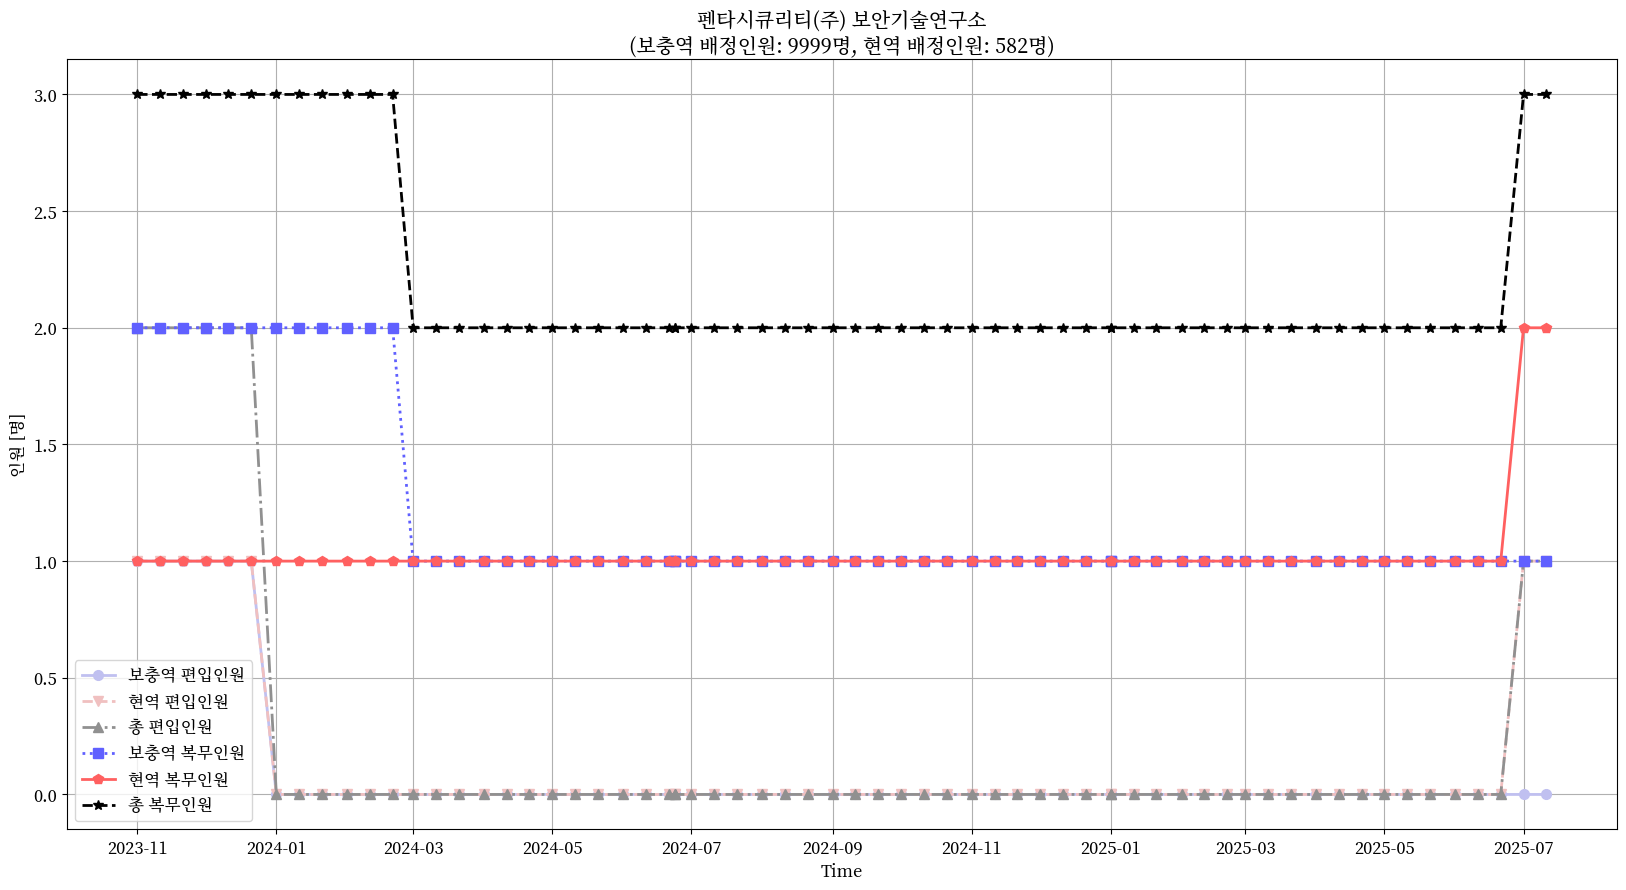 펜타시큐리티(주) 보안기술연구소
(보충역 배정인원: 9999명, 현역 배정인원: 582명)
3.0
2.5
2.0
1.5
1.0
0.5
0.0
인원 [명]
보충역 편입인원
현역 편입인원
총 편입인원
보충역 복무인원
현역 복무인원
총 복무인원
2023-11
2024-01
2024-03
2024-05
2024-07
2024-09
2024-11
2025-01
2025-03
2025-05
2025-07
Time